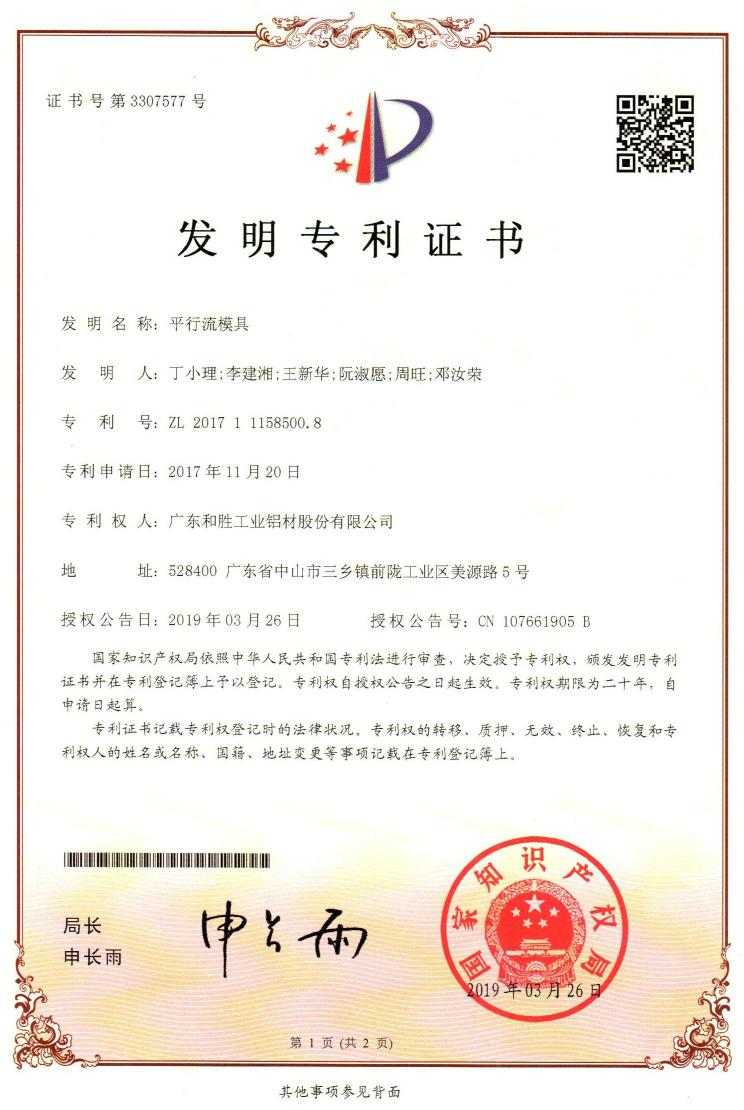 证书号第3307577号
发明专利证书
发明名称：平行流模具
发明人：丁小理;李建湘;王新华;阮淑愿;周旺;邓汝荣
专利号：ZL 2017 1 1158500.8
专利申请日：2017年11月20日
专利权人：广东和胜工业铝材股份有限公司
地址：528400 广东省中山市三乡镇前陇工业区美源路5号
授权公告日：2019年03月26日 授权公告号：CN 107661905 B
国家知识产权局依照中华人民共和国专利法进行审查，决定授予专利权，颁发发明专利
证书并在专利登记簿上予以登记。专利权自授权公告之日起生效。专利权期限为二十年，自
申请日起算。
专利证书记载专利权登记时的法律状况。专利权的转移、质押、无效、终止、恢复和专
利权人的姓名或名称、国籍、地址变更等事项记载在专利登记簿上。
局长
申长雨
申长雨
国家知识产权局
2019年03月26日
第1页(共2页)
其他事项参见背面